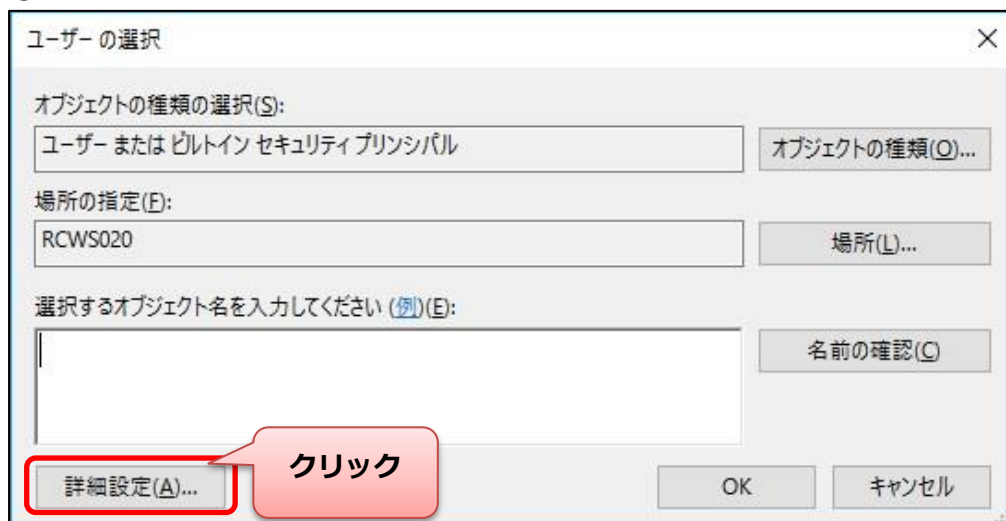 ユーザー の選択
オブジェクトの種類の選択(S):
ユーザー または ビルトイン セキュリティ プリンシパル
オブジェクトの種類(O)...
場所の指定(F):
RCWS020
場所(L)...
選択するオブジェクト名を入力してください (例)(E):
名前の確認(C)
クリック
詳細設定(A)...
OK
キャンセル